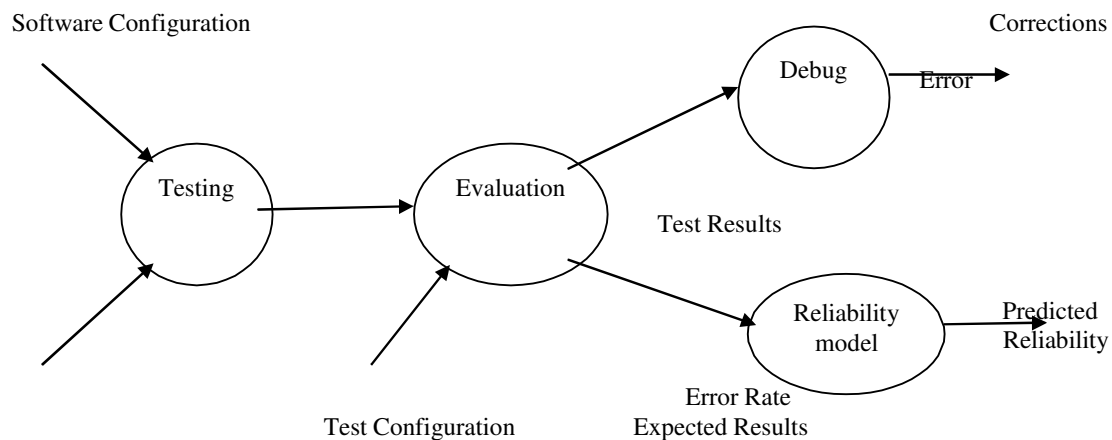 Software Configuration
Corrections
Debug
Error
Testing
Evaluation
Test Results
Reliability
model
Predicted
Reliability
Error Rate
Test Configuration
Expected Results